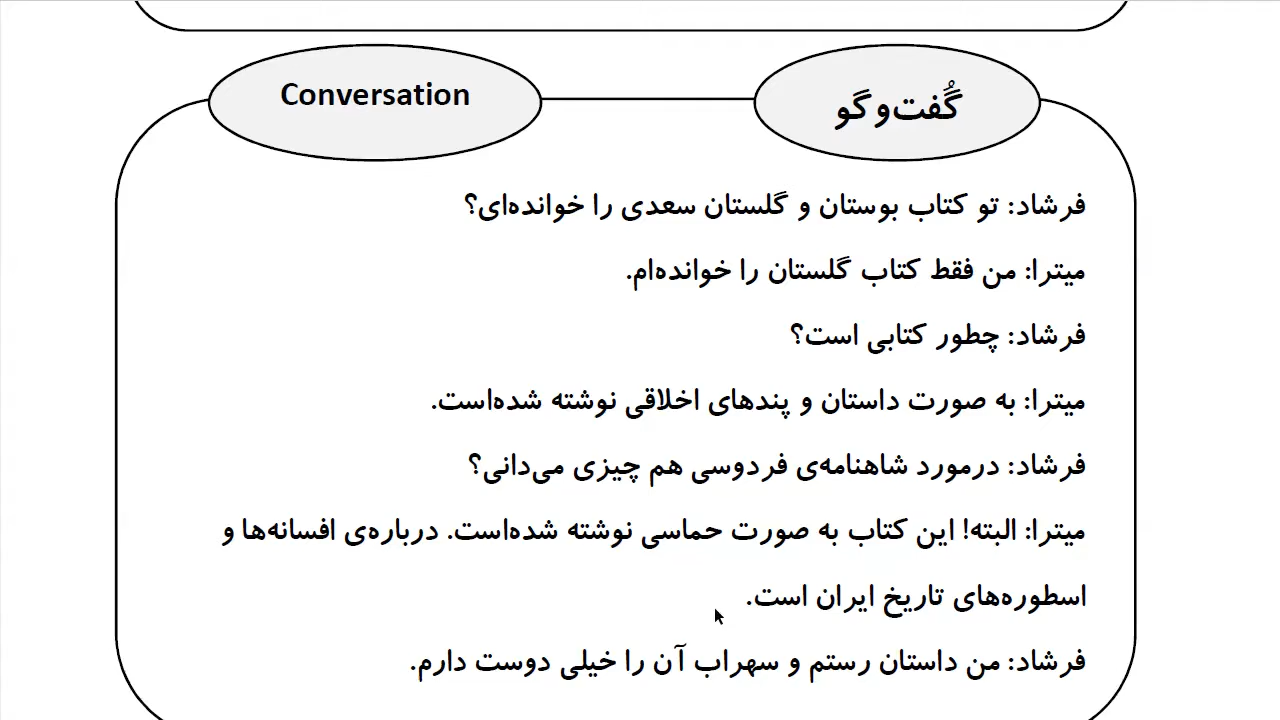 Conversation
گُفت‌و‌گو
فرشاد: تو کتاب بوستان و گلستان سعدی را خوانده‌ای؟
میترا: من فقط کتاب گلستان را خوانده‌ام.
فرشاد: چطور کتابی است؟
میترا: به صورت داستان و پندهای اخلاقی نوشته شده‌است.
فرشاد: درمورد شاهنامه‌ی فردوسی هم چیزی می‌دانی؟
میترا: البته! این کتاب به صورت حماسی نوشته شده‌است. درباره‌ی افسانه‌ها و
اسطوره‌های تاریخ ایران است.
فرشاد: من داستان رستم و سهراب آن را خیلی دوست دارم.